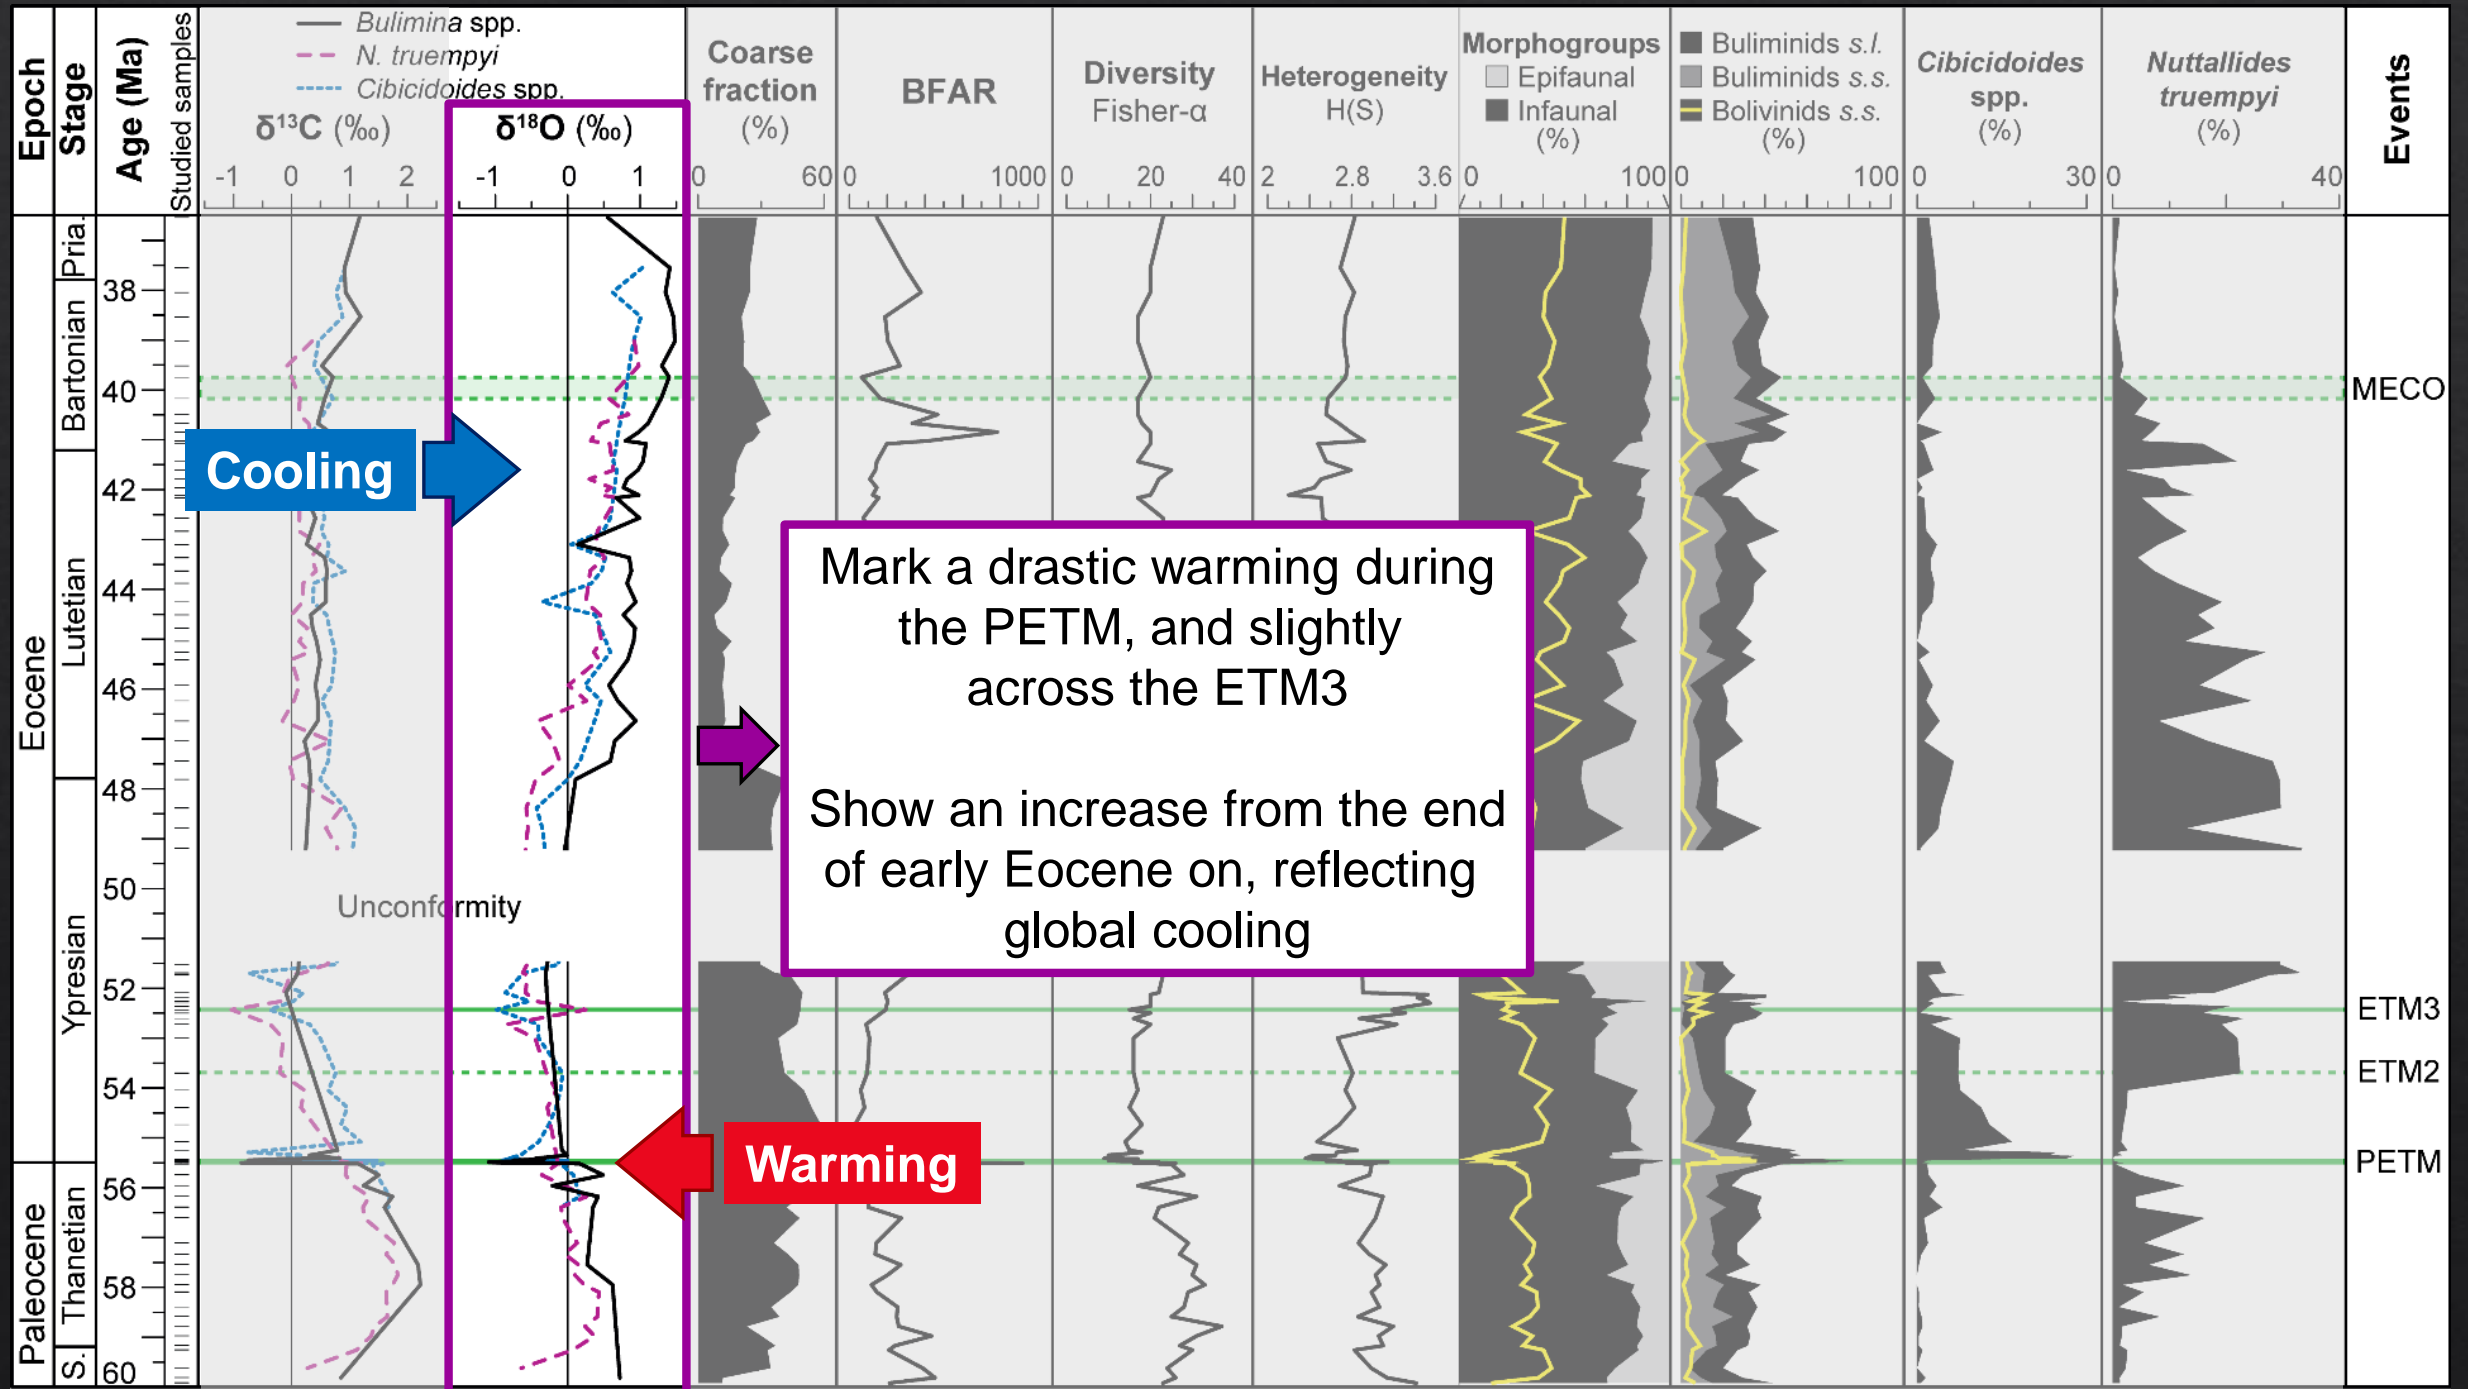 Bulimina spp.
N. truempyi
Cibicidoides spp.
Epoch
Stage
Age (Ma)
Studied samples
δ¹³C (‰)
-1 0 1 2
δ¹⁸O (‰)
-1 0 1
Coarse
fraction
(%)
0 60
BFAR
0 1000
Diversity
Fisher-α
0 20 40
Heterogeneity
H(S)
2 2.8 3.6
Morphogroups
Epifaunal
Infaunal
(%)
0 100
Buliminids s.l.
Buliminids s.s.
Bolivinids s.s.
(%)
0 100
Cibicidoides
spp.
(%)
0 30
Nuttallides
truempyi
(%)
0 40
Events
Eocene
Paleocene
Pria.
Bartonian
Lutetian
Ypresian
Thanetian
S.
38
40
42
44
46
48
50
52
54
56
58
60
MECO
ETM3
ETM2
PETM
Cooling
Mark a drastic warming during
the PETM, and slightly
across the ETM3
Show an increase from the end
of early Eocene on, reflecting
global cooling
Unconformity
Warming